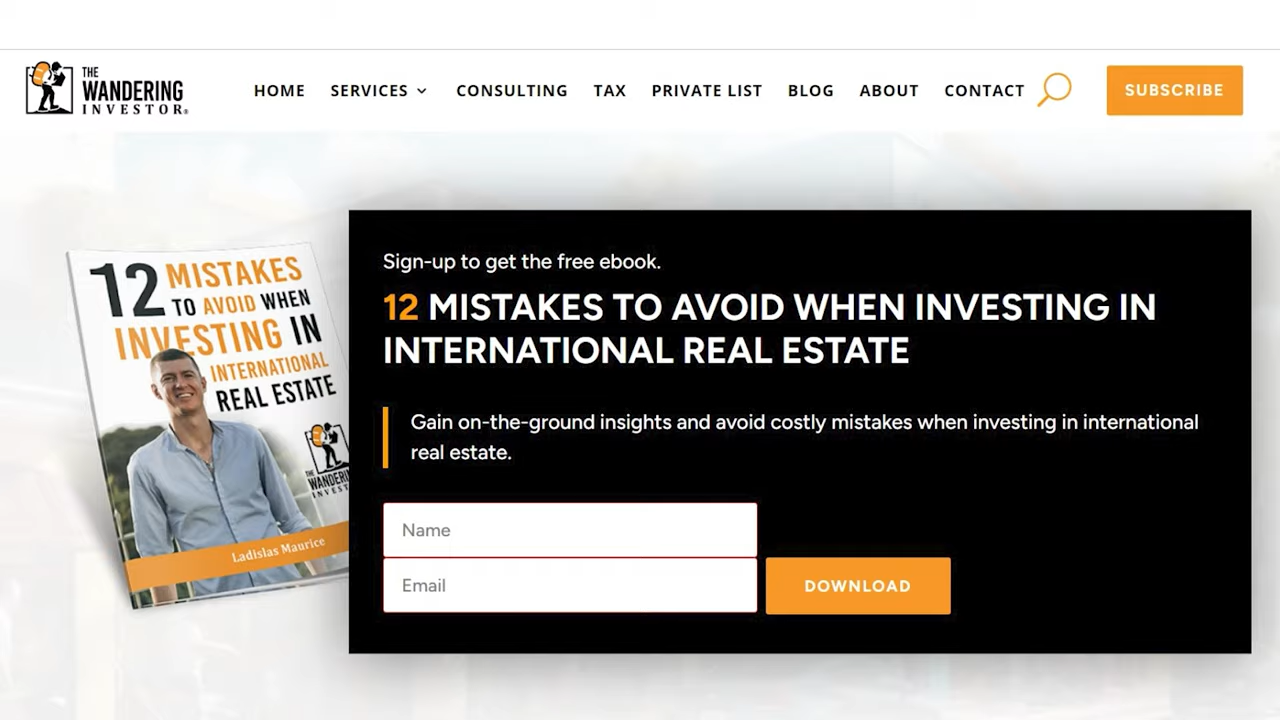 THE
WANDERING
INVESTOR®
HOME SERVICES CONSULTING TAX PRIVATE LIST BLOG ABOUT CONTACT SUBSCRIBE
12 MISTAKES
TO AVOID WHEN
INVESTING IN
INTERNATIONAL
REAL ESTATE
THE
Ladislas Maurice
Sign-up to get the free ebook.
12 MISTAKES TO AVOID WHEN INVESTING IN
INTERNATIONAL REAL ESTATE
Gain on-the-ground insights and avoid costly mistakes when investing in international
real estate.
Name
Email
DOWNLOAD